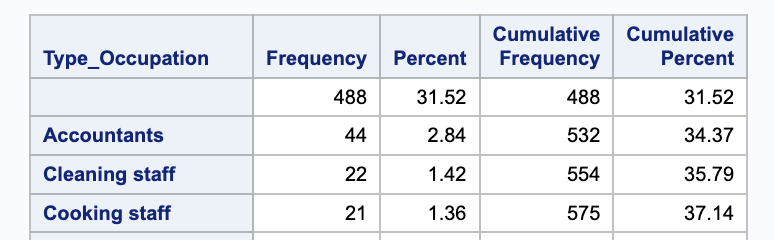 Type_Occupation Frequency Percent Cumulative Frequency Cumulative Percent
488 31.52 488 31.52
Accountants 44 2.84 532 34.37
Cleaning staff 22 1.42 554 35.79
Cooking staff 21 1.36 575 37.14